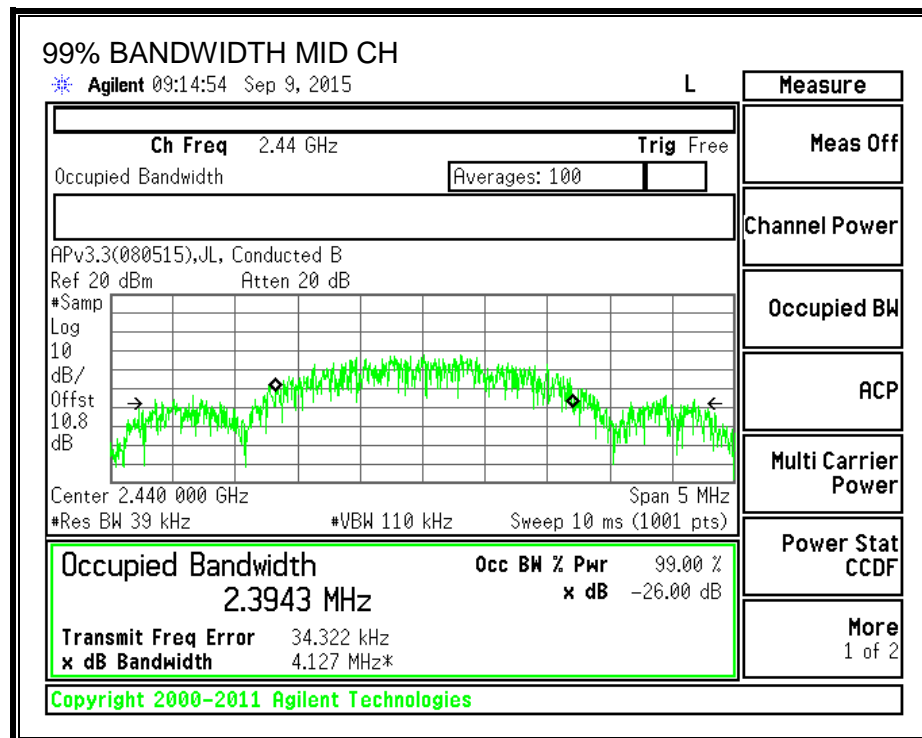 99% BANDWIDTH MID CH
Agilent 09:14:54 Sep 9, 2015 L
Measure
Ch Freq 2.44 GHz Trig Free
Meas Off
Occupied Bandwidth Averages: 100
Channel Power
APv3.3(080515),JL, Conducted B
Ref 20 dBm Atten 20 dB
#Samp
Log
10
dB/
Offst
10.8
dB
Occupied BW
ACP
Multi Carrier
Power
Center 2.440 000 GHz Span 5 MHz
#Res BW 39 kHz #VBW 110 kHz Sweep 10 ms (1001 pts)
Power Stat
CCDF
Occupied Bandwidth Occ BW % Pwr 99.00 %
2.3943 MHz x dB -26.00 dB
Transmit Freq Error 34.322 kHz
x dB Bandwidth 4.127 MHz*
More
1 of 2
Copyright 2000-2011 Agilent Technologies